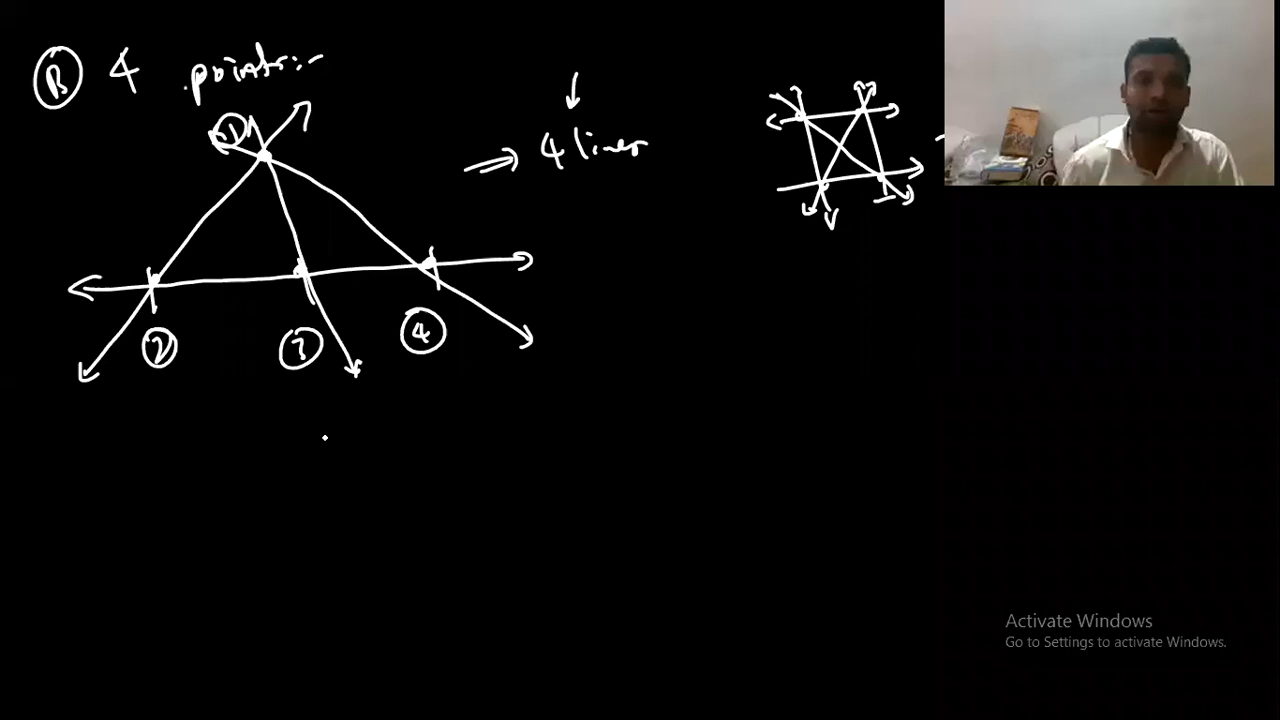 B 4 points:-
↓
⇒ 4 lines
1
2 3 4
Activate Windows
Go to Settings to activate Windows.